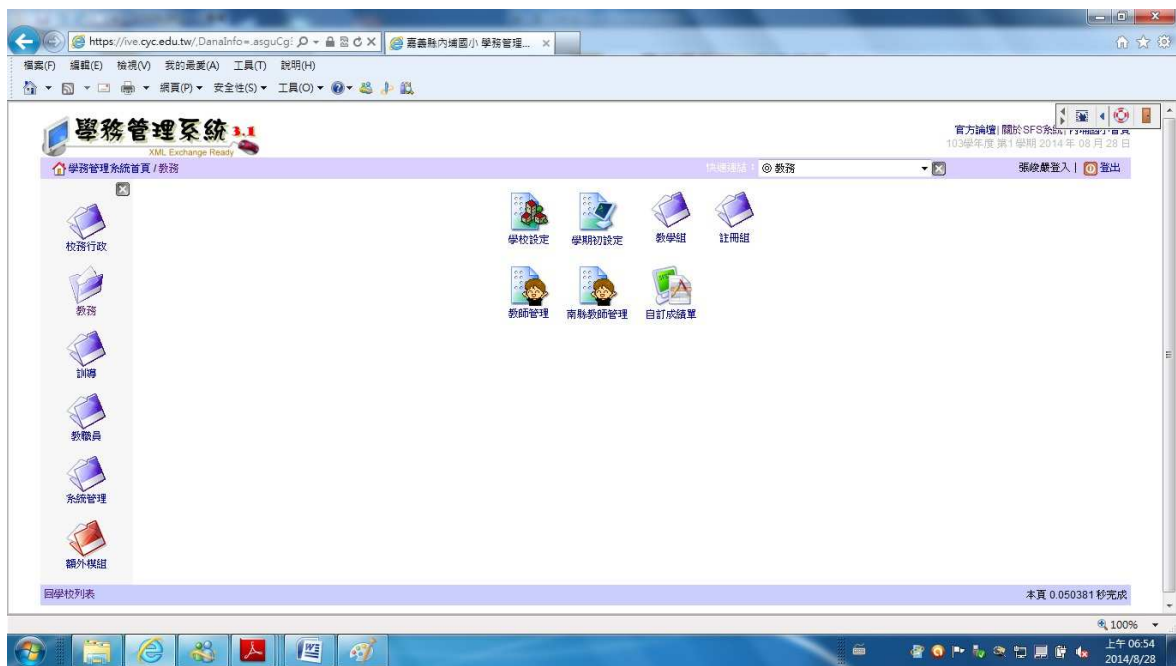 https://ive.cyc.edu.tw/,DanaInfo=.asguCg
嘉義縣內埔國小 學務管理...
檔案(F) 編輯(E) 檢視(V) 我的最愛(A) 工具(T) 說明(H)
網頁(P) 安全性(S) 工具(O)
學務管理系統 3.1
XML Exchange Ready
官方論壇| 關於SFS系統|
103學年度 第1學期 2014 年 08 月 28 日
學務管理系統首頁 / 教務
快速連結： ◎ 教務
張峻嚴登入 | 登出
校務行政
教務
訓導
教職員
系統管理
額外模組
學校設定 學期初設定 教學組 註冊組
教師管理 南縣教師管理 自訂成績單
回學校列表
本頁 0.050381 秒完成
100%
上午 06:54
2014/8/28